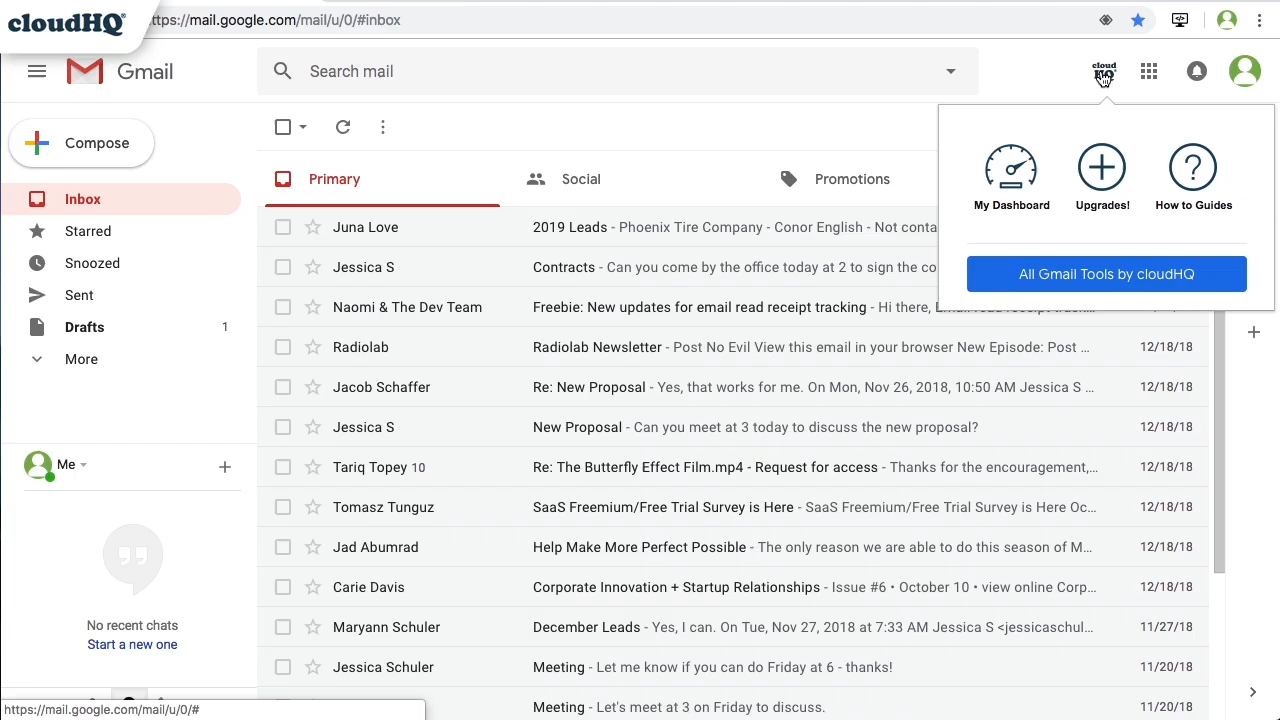 cloudHQ®
ttps://mail.google.com/mail/u/0/#inbox
Gmail
Search mail
cloud
Compose
Inbox
Starred
Snoozed
Sent
Drafts 1
More
Me
No recent chats
Start a new one
https://mail.google.com/mail/u/0/#
My Dashboard
Upgrades!
How to Guides
All Gmail Tools by cloudHQ
Primary
Social
Promotions
Juna Love 2019 Leads - Phoenix Tire Company - Conor English - Not conta
Jessica S Contracts - Can you come by the office today at 2 to sign the co
Naomi & The Dev Team Freebie: New updates for email read receipt tracking - Hi there,
Radiolab Radiolab Newsletter - Post No Evil View this email in your browser New Episode: Post ... 12/18/18
Jacob Schaffer Re: New Proposal - Yes, that works for me. On Mon, Nov 26, 2018, 10:50 AM Jessica S ... 12/18/18
Jessica S New Proposal - Can you meet at 3 today to discuss the new proposal? 12/18/18
Tariq Topey 10 Re: The Butterfly Effect Film.mp4 - Request for access - Thanks for the encouragement,... 12/18/18
Tomasz Tunguz SaaS Freemium/Free Trial Survey is Here - SaaS Freemium/Free Trial Survey is Here Oc... 12/18/18
Jad Abumrad Help Make More Perfect Possible - The only reason we are able to do this season of M... 12/18/18
Carie Davis Corporate Innovation + Startup Relationships - Issue #6 • October 10 • view online Corp... 12/18/18
Maryann Schuler December Leads - Yes, I can. On Tue, Nov 27, 2018 at 7:33 AM Jessica S <jessicaschul... 11/27/18
Jessica Schuler Meeting - Let me know if you can do Friday at 6 - thanks! 11/20/18
Meeting - Let's meet at 3 on Friday to discuss. 11/20/18